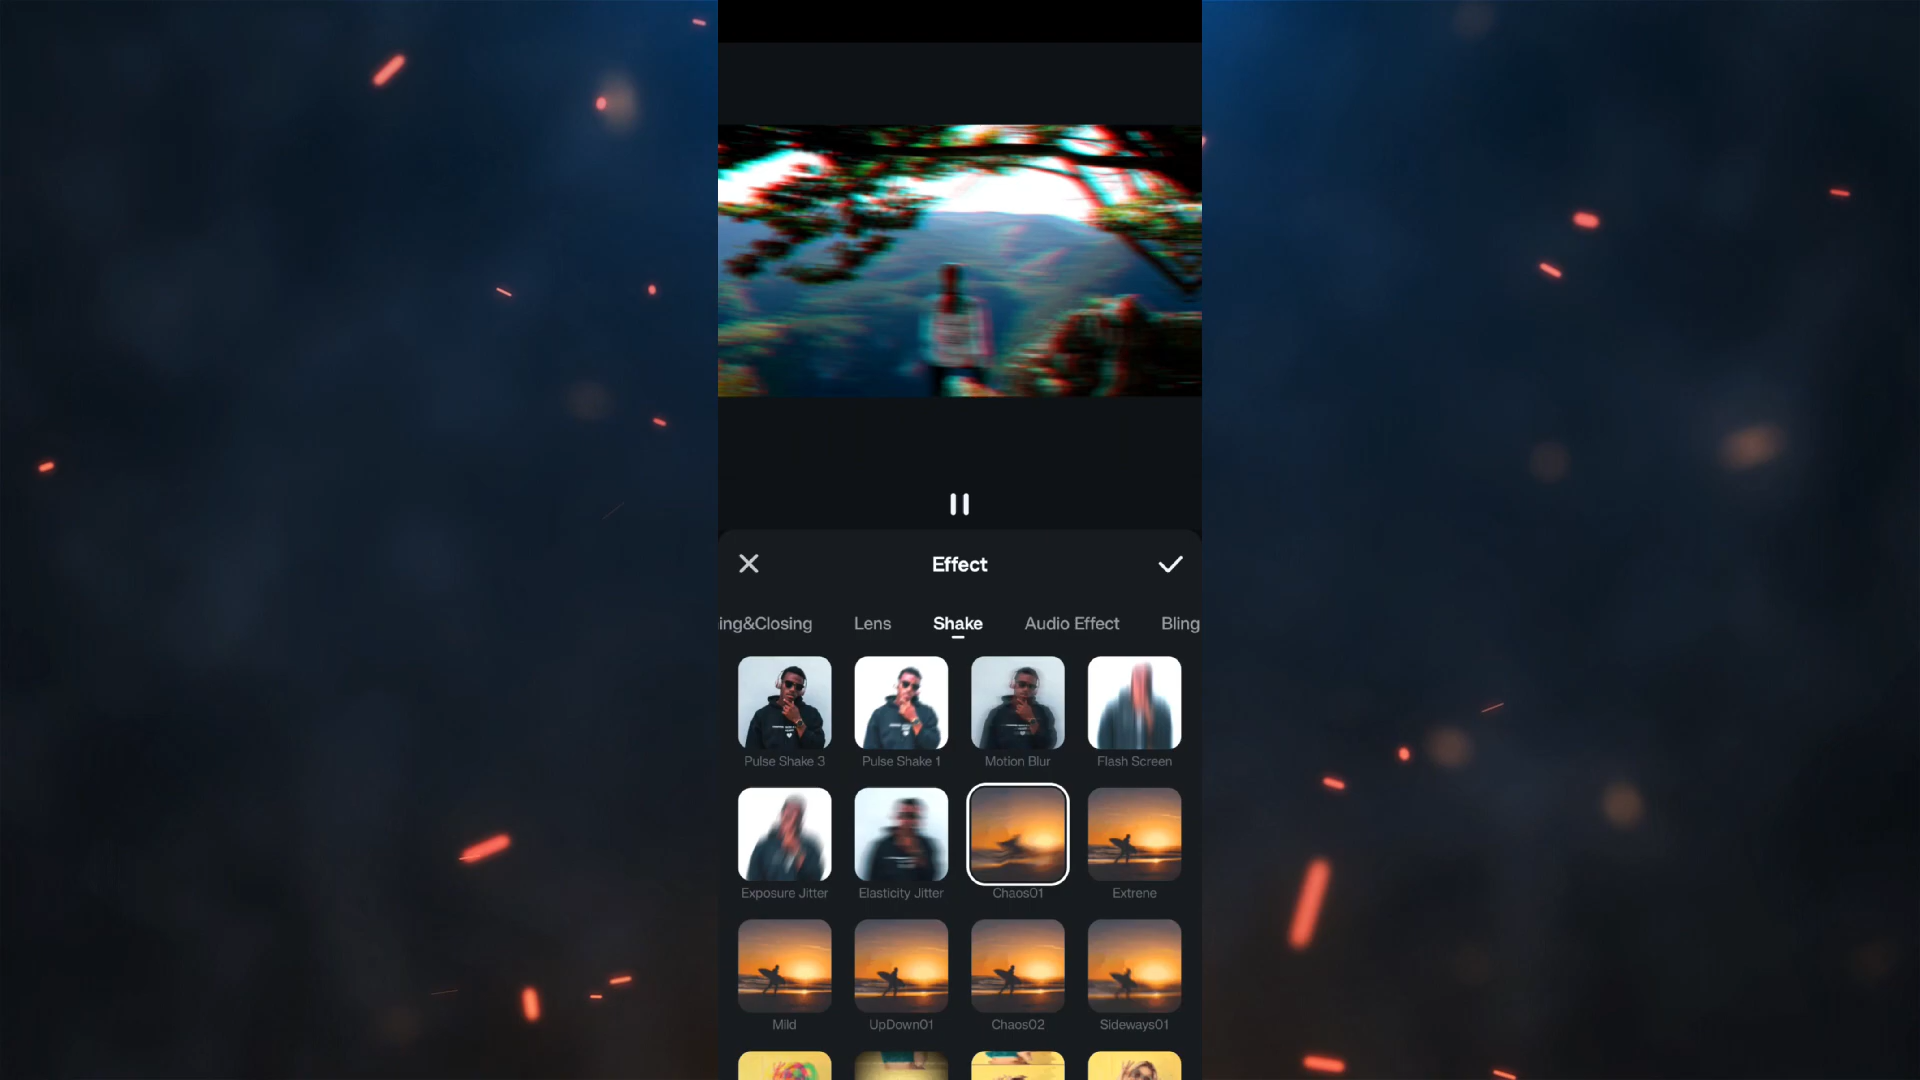 Effect
ing&Closing Lens Shake Audio Effect Bling
Pulse Shake 3 Pulse Shake 1 Motion Blur Flash Screen
Exposure Jitter Elasticity Jitter Chaos01 Extrene
Mild UpDown01 Chaos02 Sideways01